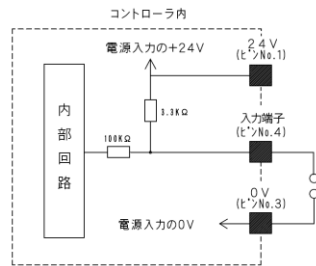 コントローラ内
電源入力の+24V
24V
(ピンNo.1)
3.3KΩ
入力端子
(ピンNo.4)
100KΩ
内部回路
0V
(ピンNo.3)
電源入力の0V